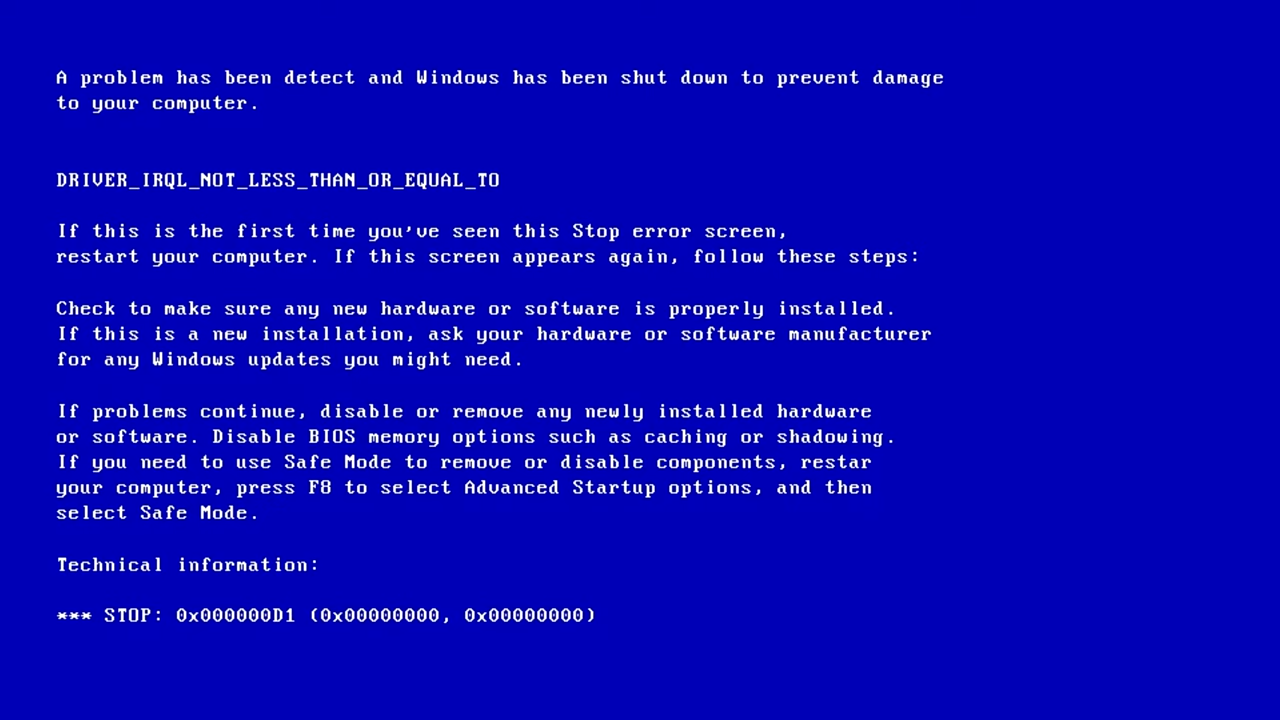 A problem has been detect and Windows has been shut down to prevent damage
to your computer.
DRIVER_IRQL_NOT_LESS_THAN_OR_EQUAL_TO
If this is the first time you've seen this Stop error screen,
restart your computer. If this screen appears again, follow these steps:
Check to make sure any new hardware or software is properly installed.
If this is a new installation, ask your hardware or software manufacturer
for any Windows updates you might need.
If problems continue, disable or remove any newly installed hardware
or software. Disable BIOS memory options such as caching or shadowing.
If you need to use Safe Mode to remove or disable components, restar
your computer, press F8 to select Advanced Startup options, and then
select Safe Mode.
Technical information:
*** STOP: 0x000000D1 (0x00000000, 0x00000000)